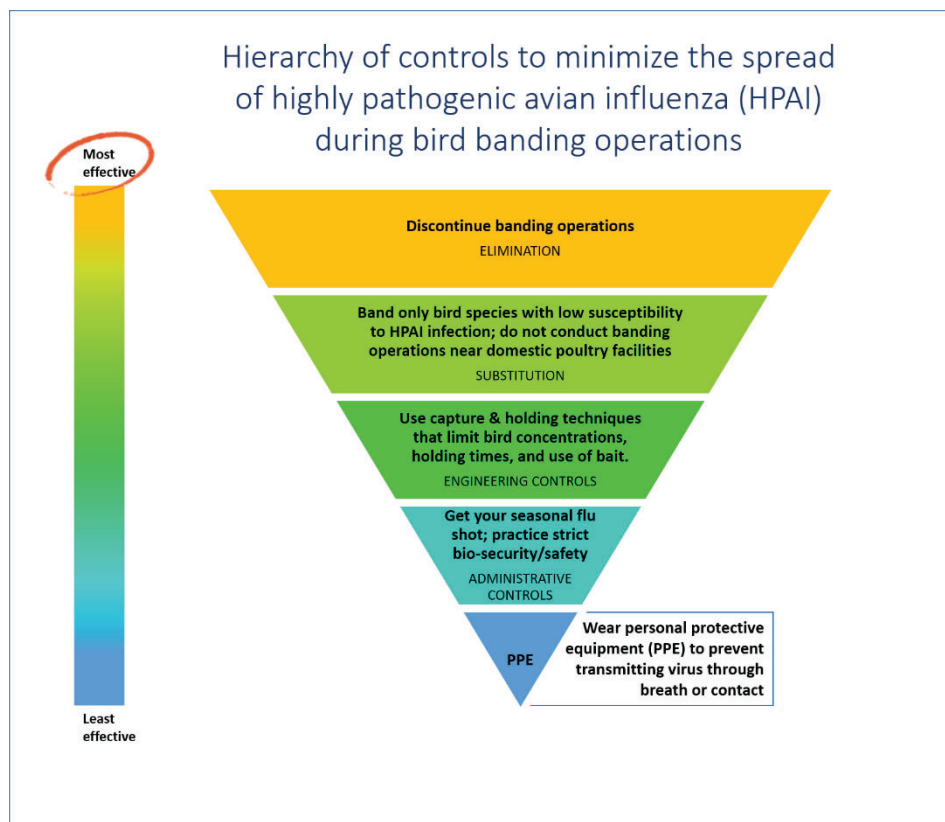 Hierarchy of controls to minimize the spread
of highly pathogenic avian influenza (HPAI)
during bird banding operations
Most
effective
Discontinue banding operations
ELIMINATION
Band only bird species with low susceptibility
to HPAI infection; do not conduct banding
operations near domestic poultry facilities
SUBSTITUTION
Use capture & holding techniques
that limit bird concentrations,
holding times, and use of bait.
ENGINEERING CONTROLS
Get your seasonal flu
shot; practice strict
bio-security/safety
ADMINISTRATIVE
CONTROLS
PPE
Wear personal protective
equipment (PPE) to prevent
transmitting virus through
breath or contact
Least
effective